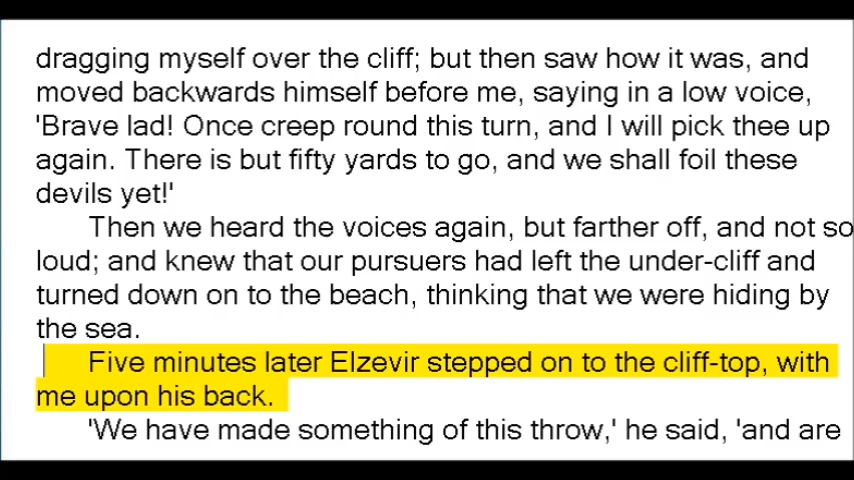 dragging myself over the cliff; but then saw how it was, and
moved backwards himself before me, saying in a low voice,
'Brave lad! Once creep round this turn, and I will pick thee up
again. There is but fifty yards to go, and we shall foil these
devils yet!'
Then we heard the voices again, but farther off, and not so
loud; and knew that our pursuers had left the under-cliff and
turned down on to the beach, thinking that we were hiding by
the sea.
Five minutes later Elzevir stepped on to the cliff-top, with
me upon his back.
'We have made something of this throw,' he said, 'and are